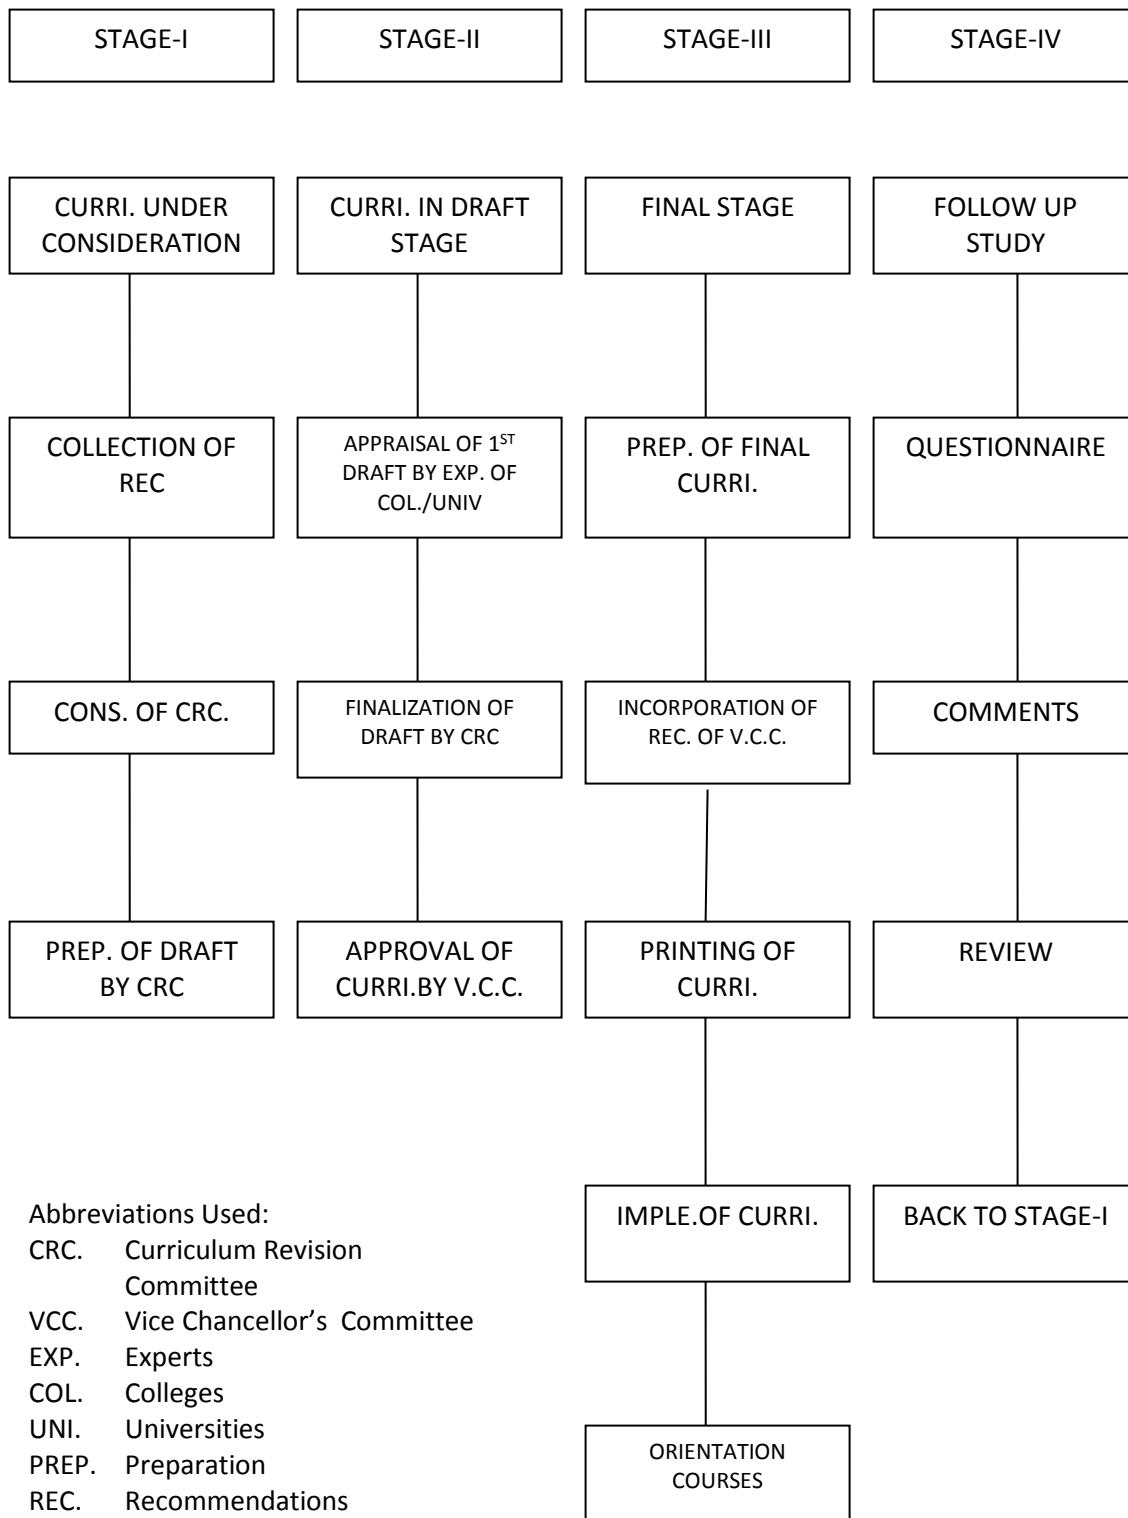 STAGE-I
STAGE-II
STAGE-III
STAGE-IV
CURRI. UNDER
CONSIDERATION
CURRI. IN DRAFT
STAGE
FINAL STAGE
FOLLOW UP
STUDY
COLLECTION OF
REC
APPRAISAL OF 1ST
DRAFT BY EXP. OF
COL./UNIV
PREP. OF FINAL
CURRI.
QUESTIONNAIRE
CONS. OF CRC.
FINALIZATION OF
DRAFT BY CRC
INCORPORATION OF
REC. OF V.C.C.
COMMENTS
PREP. OF DRAFT
BY CRC
APPROVAL OF
CURRI.BY V.C.C.
PRINTING OF
CURRI.
REVIEW
IMPLE.OF CURRI.
BACK TO STAGE-I
ORIENTATION
COURSES
Abbreviations Used:
CRC. Curriculum Revision
Committee
VCC. Vice Chancellor’s Committee
EXP. Experts
COL. Colleges
UNI. Universities
PREP. Preparation
REC. Recommendations